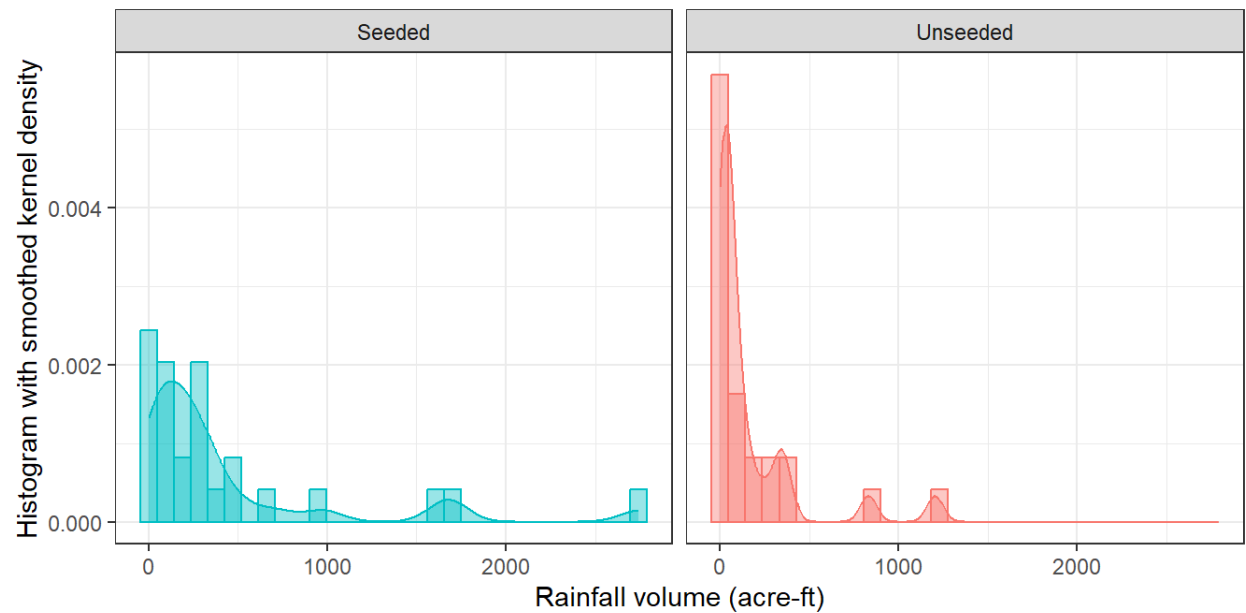 Seeded
Unseeded
Histogram with smoothed kernel density
0.004
0.002
0.000
0
1000
2000
0
1000
2000
Rainfall volume (acre-ft)